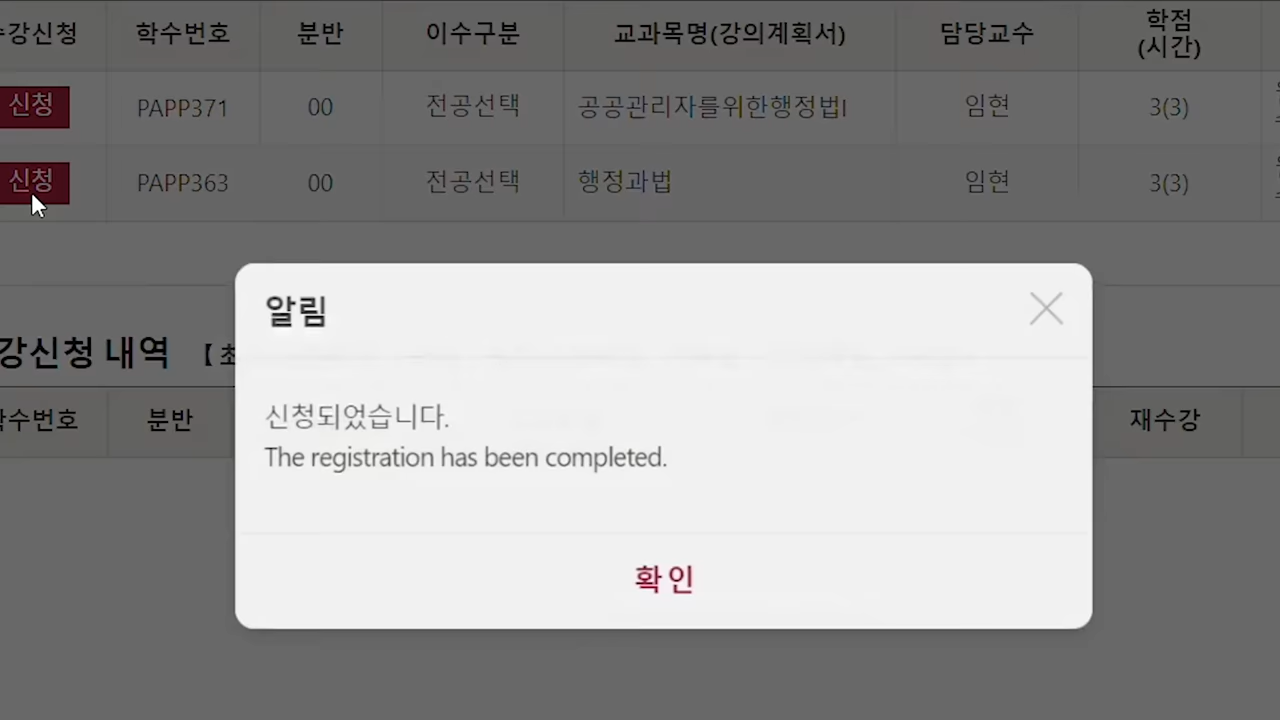 수강신청 학수번호 분반 이수구분 교과목명(강의계획서) 담당교수 학점
(시간)
신청 PAPP371 00 전공선택 공공관리자를위한행정법I 임현 3(3)
신청 PAPP363 00 전공선택 행정과법 임현 3(3)
알림
강신청 내역 【 최
신청되었습니다.
학수번호 분반 재수강
The registration has been completed.
확인